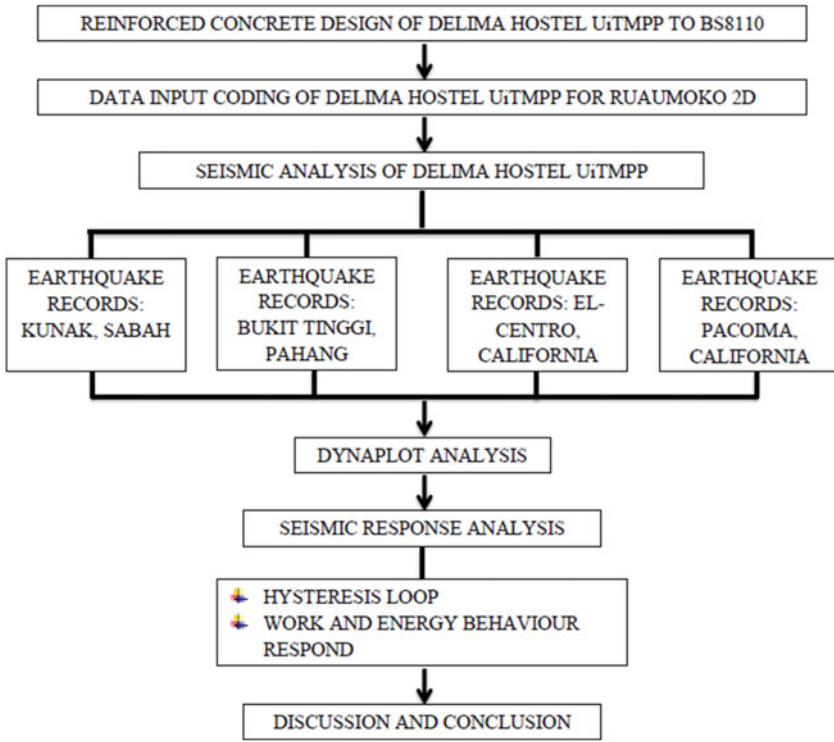 REINFORCED CONCRETE DESIGN OF DELIMA HOSTEL UiTMPP TO BS8110
DATA INPUT CODING OF DELIMA HOSTEL UiTMPP FOR RUAUMOKO 2D
SEISMIC ANALYSIS OF DELIMA HOSTEL UiTMPP
EARTHQUAKE
RECORDS:
KUNAK, SABAH
EARTHQUAKE
RECORDS:
BUKIT TINGGI,
PAHANG
EARTHQUAKE
RECORDS: EL-
CENTRO,
CALIFORNIA
EARTHQUAKE
RECORDS:
PACOIMA,
CALIFORNIA
DYNAPLOT ANALYSIS
SEISMIC RESPONSE ANALYSIS
HYSTERESIS LOOP
WORK AND ENERGY BEHAVIOUR
RESPOND
DISCUSSION AND CONCLUSION